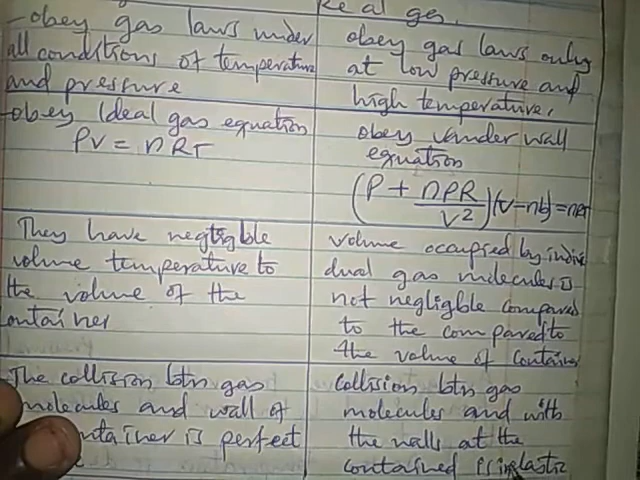 Real gas.
-obey gas laws under
all conditions of temperature
and pressure
obey gas laws only
at low pressure and
high temperature,
-obey Ideal gas equation
PV = nRT
obey Vander wall
equation
(P + nPR/V²)(V-nb)=nRT
They have negligible
volume temperature to
the volume of the
ontainer
volume occupied by indivi
dual gas molecules is
not negligible compared
to the compared to
the volume of container
The collision btn gas
molecules and wall of
ntainer is perfect
Collision btn gas
molecules and with
the walls at the
contained is inelastic